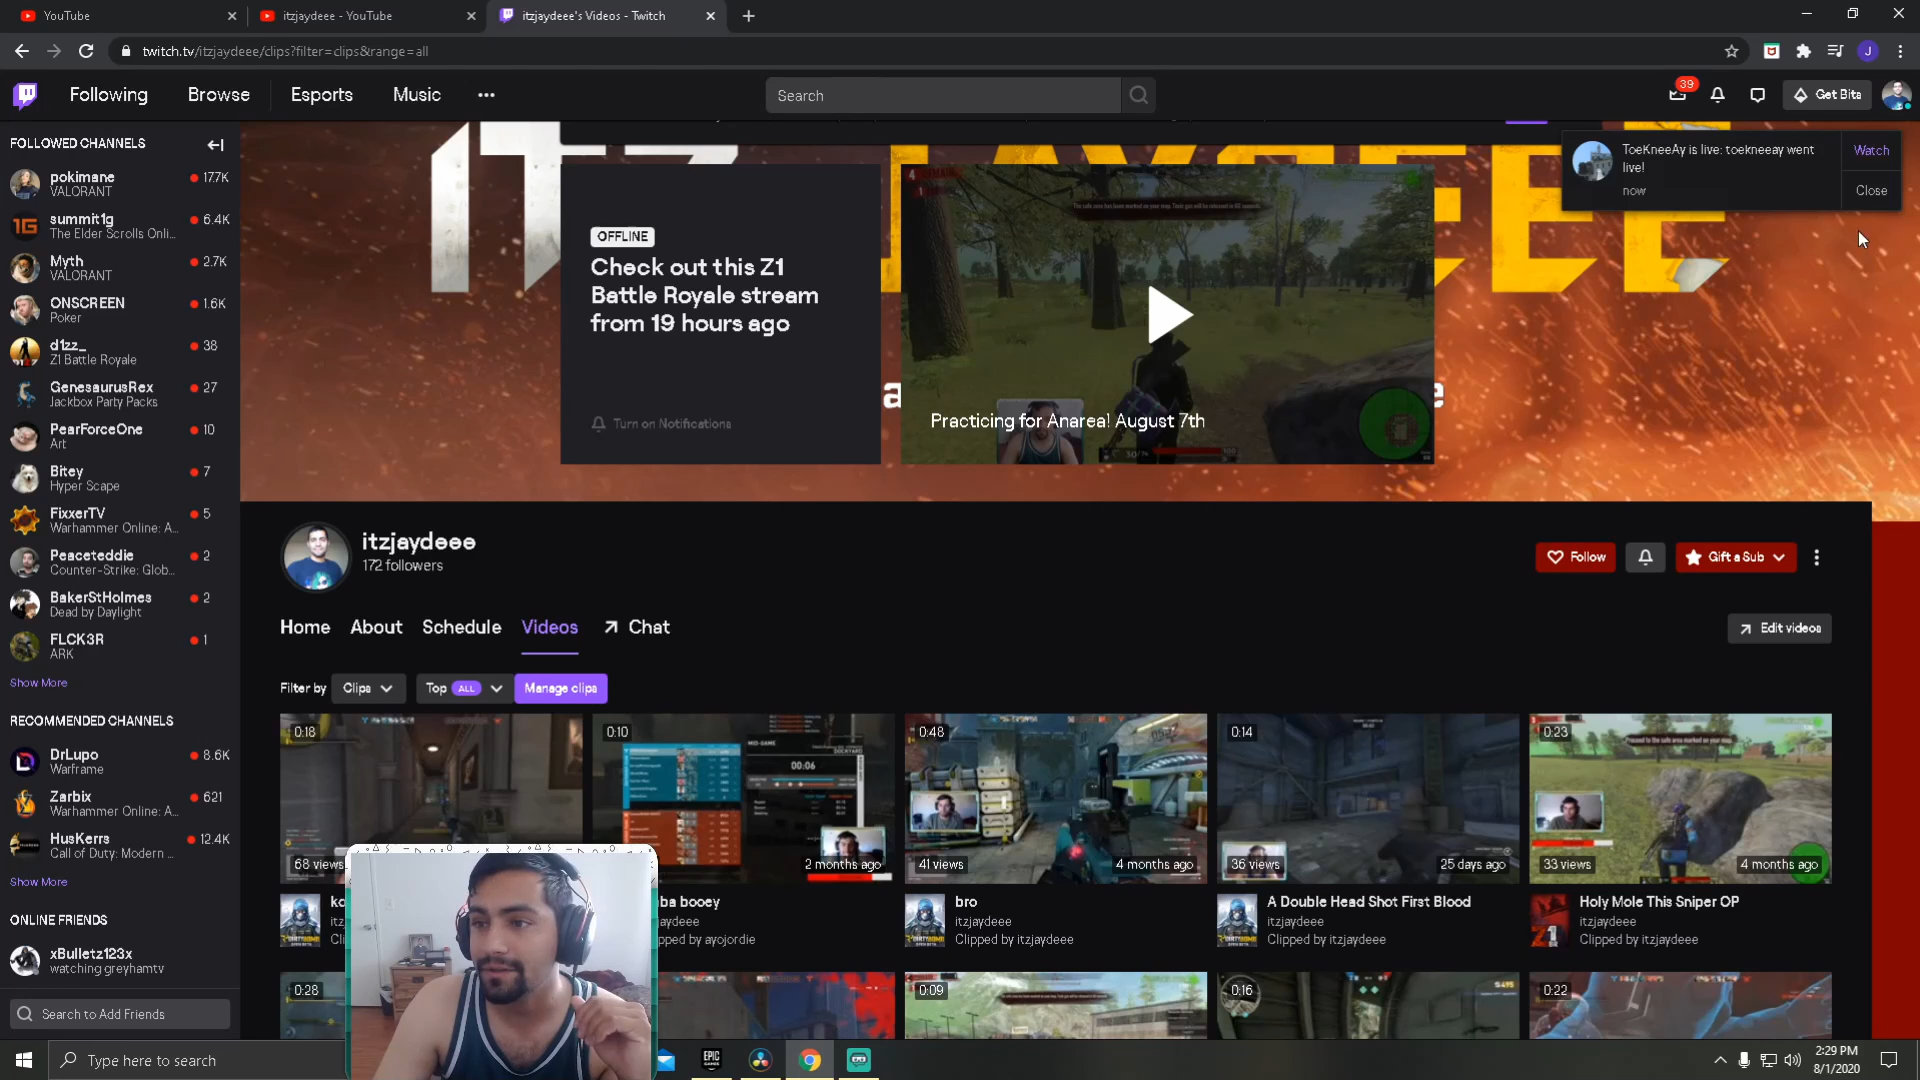 YouTube
itzjaydeee - YouTube
itzjaydeee's Videos - Twitch
twitch.tv/itzjaydeee/clips?filter=clips&range=all
J
Following
Browse
Esports
Music
Search
39
Get Bits
FOLLOWED CHANNELS
pokimane
17.7K
VALORANT
summit1g
6.4K
The Elder Scrolls Onli...
Myth
2.7K
VALORANT
ONSCREEN
1.6K
Poker
d1zz_
38
Z1 Battle Royale
GenesaurusRex
27
Jackbox Party Packs
PearForceOne
10
Art
Bitey
7
Hyper Scape
FixxerTV
5
Warhammer Online: A...
Peaceteddie
2
Counter-Strike: Glob...
BakerStHolmes
2
Dead by Daylight
FLCK3R
1
ARK
Show More
RECOMMENDED CHANNELS
DrLupo
8.6K
Warframe
Zarbix
621
Warhammer Online: A...
HusKerrs
12.4K
Call of Duty: Modern ...
Show More
ONLINE FRIENDS
xBulletz123x
watching greyhamtv
Search to Add Friends
ToeKneeAy is live: toekneeay went
live!
now
Watch
Close
OFFLINE
Check out this Z1
Battle Royale stream
from 19 hours ago
Turn on Notifications
Practicing for Anarea! August 7th
itzjaydeee
172 followers
Follow
Gift a Sub
Home
About
Schedule
Videos
Chat
Edit videos
Filter by
Clips
Top
ALL
Manage clips
0:18
68 views
0:10
00:06
2 months ago
0:48
41 views
4 months ago
0:14
36 views
25 days ago
0:23
33 views
4 months ago
ba booey
ydeee
pped by ayojordie
bro
itzjaydeee
Clipped by itzjaydeee
A Double Head Shot First Blood
itzjaydeee
Clipped by itzjaydeee
Holy Mole This Sniper OP
itzjaydeee
Clipped by itzjaydeee
0:28
0:09
0:16
0:22
Type here to search
EPIC
GAMES
2:29 PM
8/1/2020